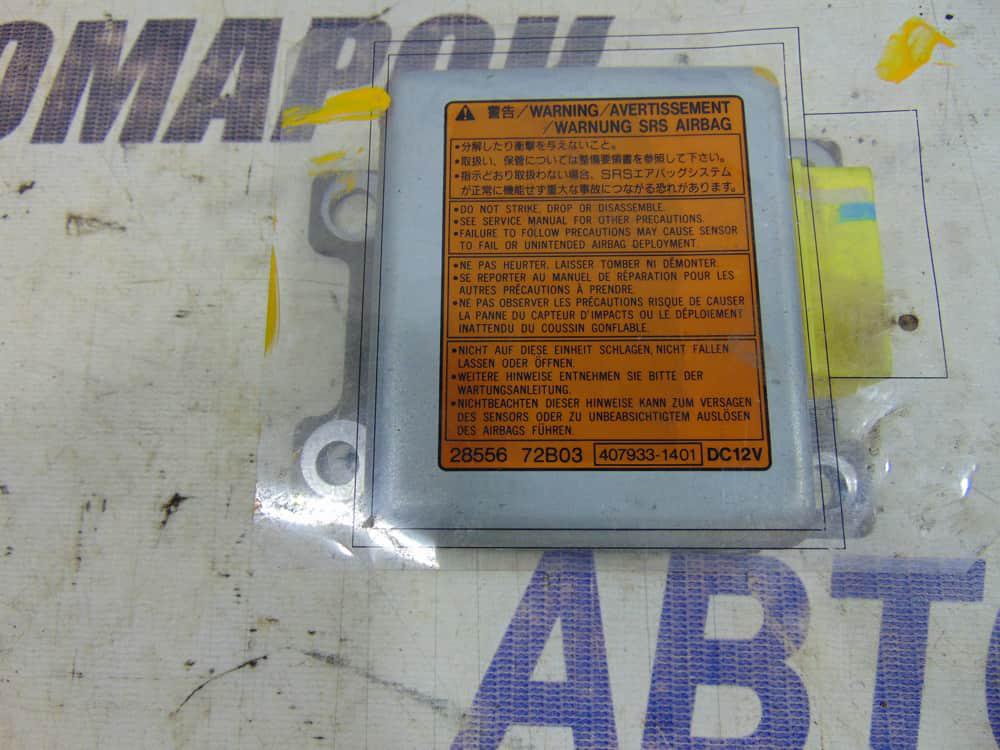 ОМАРОК
警告/WARNING/AVERTISSEMENT
/WARNUNG SRS AIRBAG
•分解したり衝撃を与えないこと。
•取扱い、保管については整備要領書を参照して下さい。
•指示どおり取扱わない場合、SRSエアバッグシステム
が正常に機能せず重大な事故につながる恐れがあります。
•DO NOT STRIKE, DROP OR DISASSEMBLE.
•SEE SERVICE MANUAL FOR OTHER PRECAUTIONS.
•FAILURE TO FOLLOW PRECAUTIONS MAY CAUSE SENSOR
TO FAIL OR UNINTENDED AIRBAG DEPLOYMENT.
•NE PAS HEURTER, LAISSER TOMBER NI DÉMONTER.
•SE REPORTER AU MANUEL DE RÉPARATION POUR LES
AUTRES PRÉCAUTIONS À PRENDRE.
•NE PAS OBSERVER LES PRÉCAUTIONS RISQUE DE CAUSER
LA PANNE DU CAPTEUR D'IMPACTS OU LE DÉPLOIEMENT
INATTENDU DU COUSSIN GONFLABLE.
•NICHT AUF DIESE EINHEIT SCHLAGEN, NICHT FALLEN
LASSEN ODER ÖFFNEN.
•WEITERE HINWEISE ENTNEHMEN SIE BITTE DER
WARTUNGSANLEITUNG.
•NICHTBEACHTEN DIESER HINWEISE KANN ZUM VERSAGEN
DES SENSORS ODER ZU UNBEABSICHTIGTEM AUSLÖSEN
DES AIRBAGS FÜHREN.
28556 72B03 407933-1401 DC12V
АВТО